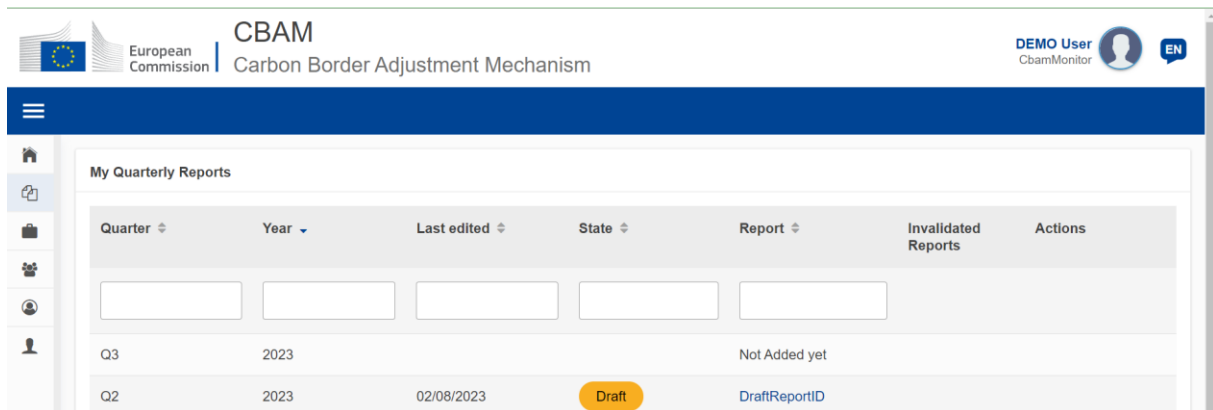 European
Commission
CBAM
Carbon Border Adjustment Mechanism
DEMO User
CbamMonitor
EN
My Quarterly Reports
Quarter Year Last edited State Report Invalidated Reports Actions
Q3 2023 Not Added yet
Q2 2023 02/08/2023 Draft DraftReportID